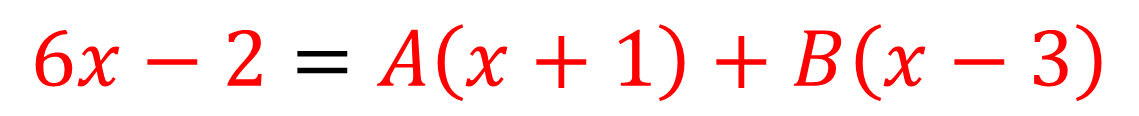 6𝑥 − 2 = 𝐴(𝑥 + 1) + 𝐵(𝑥 − 3)